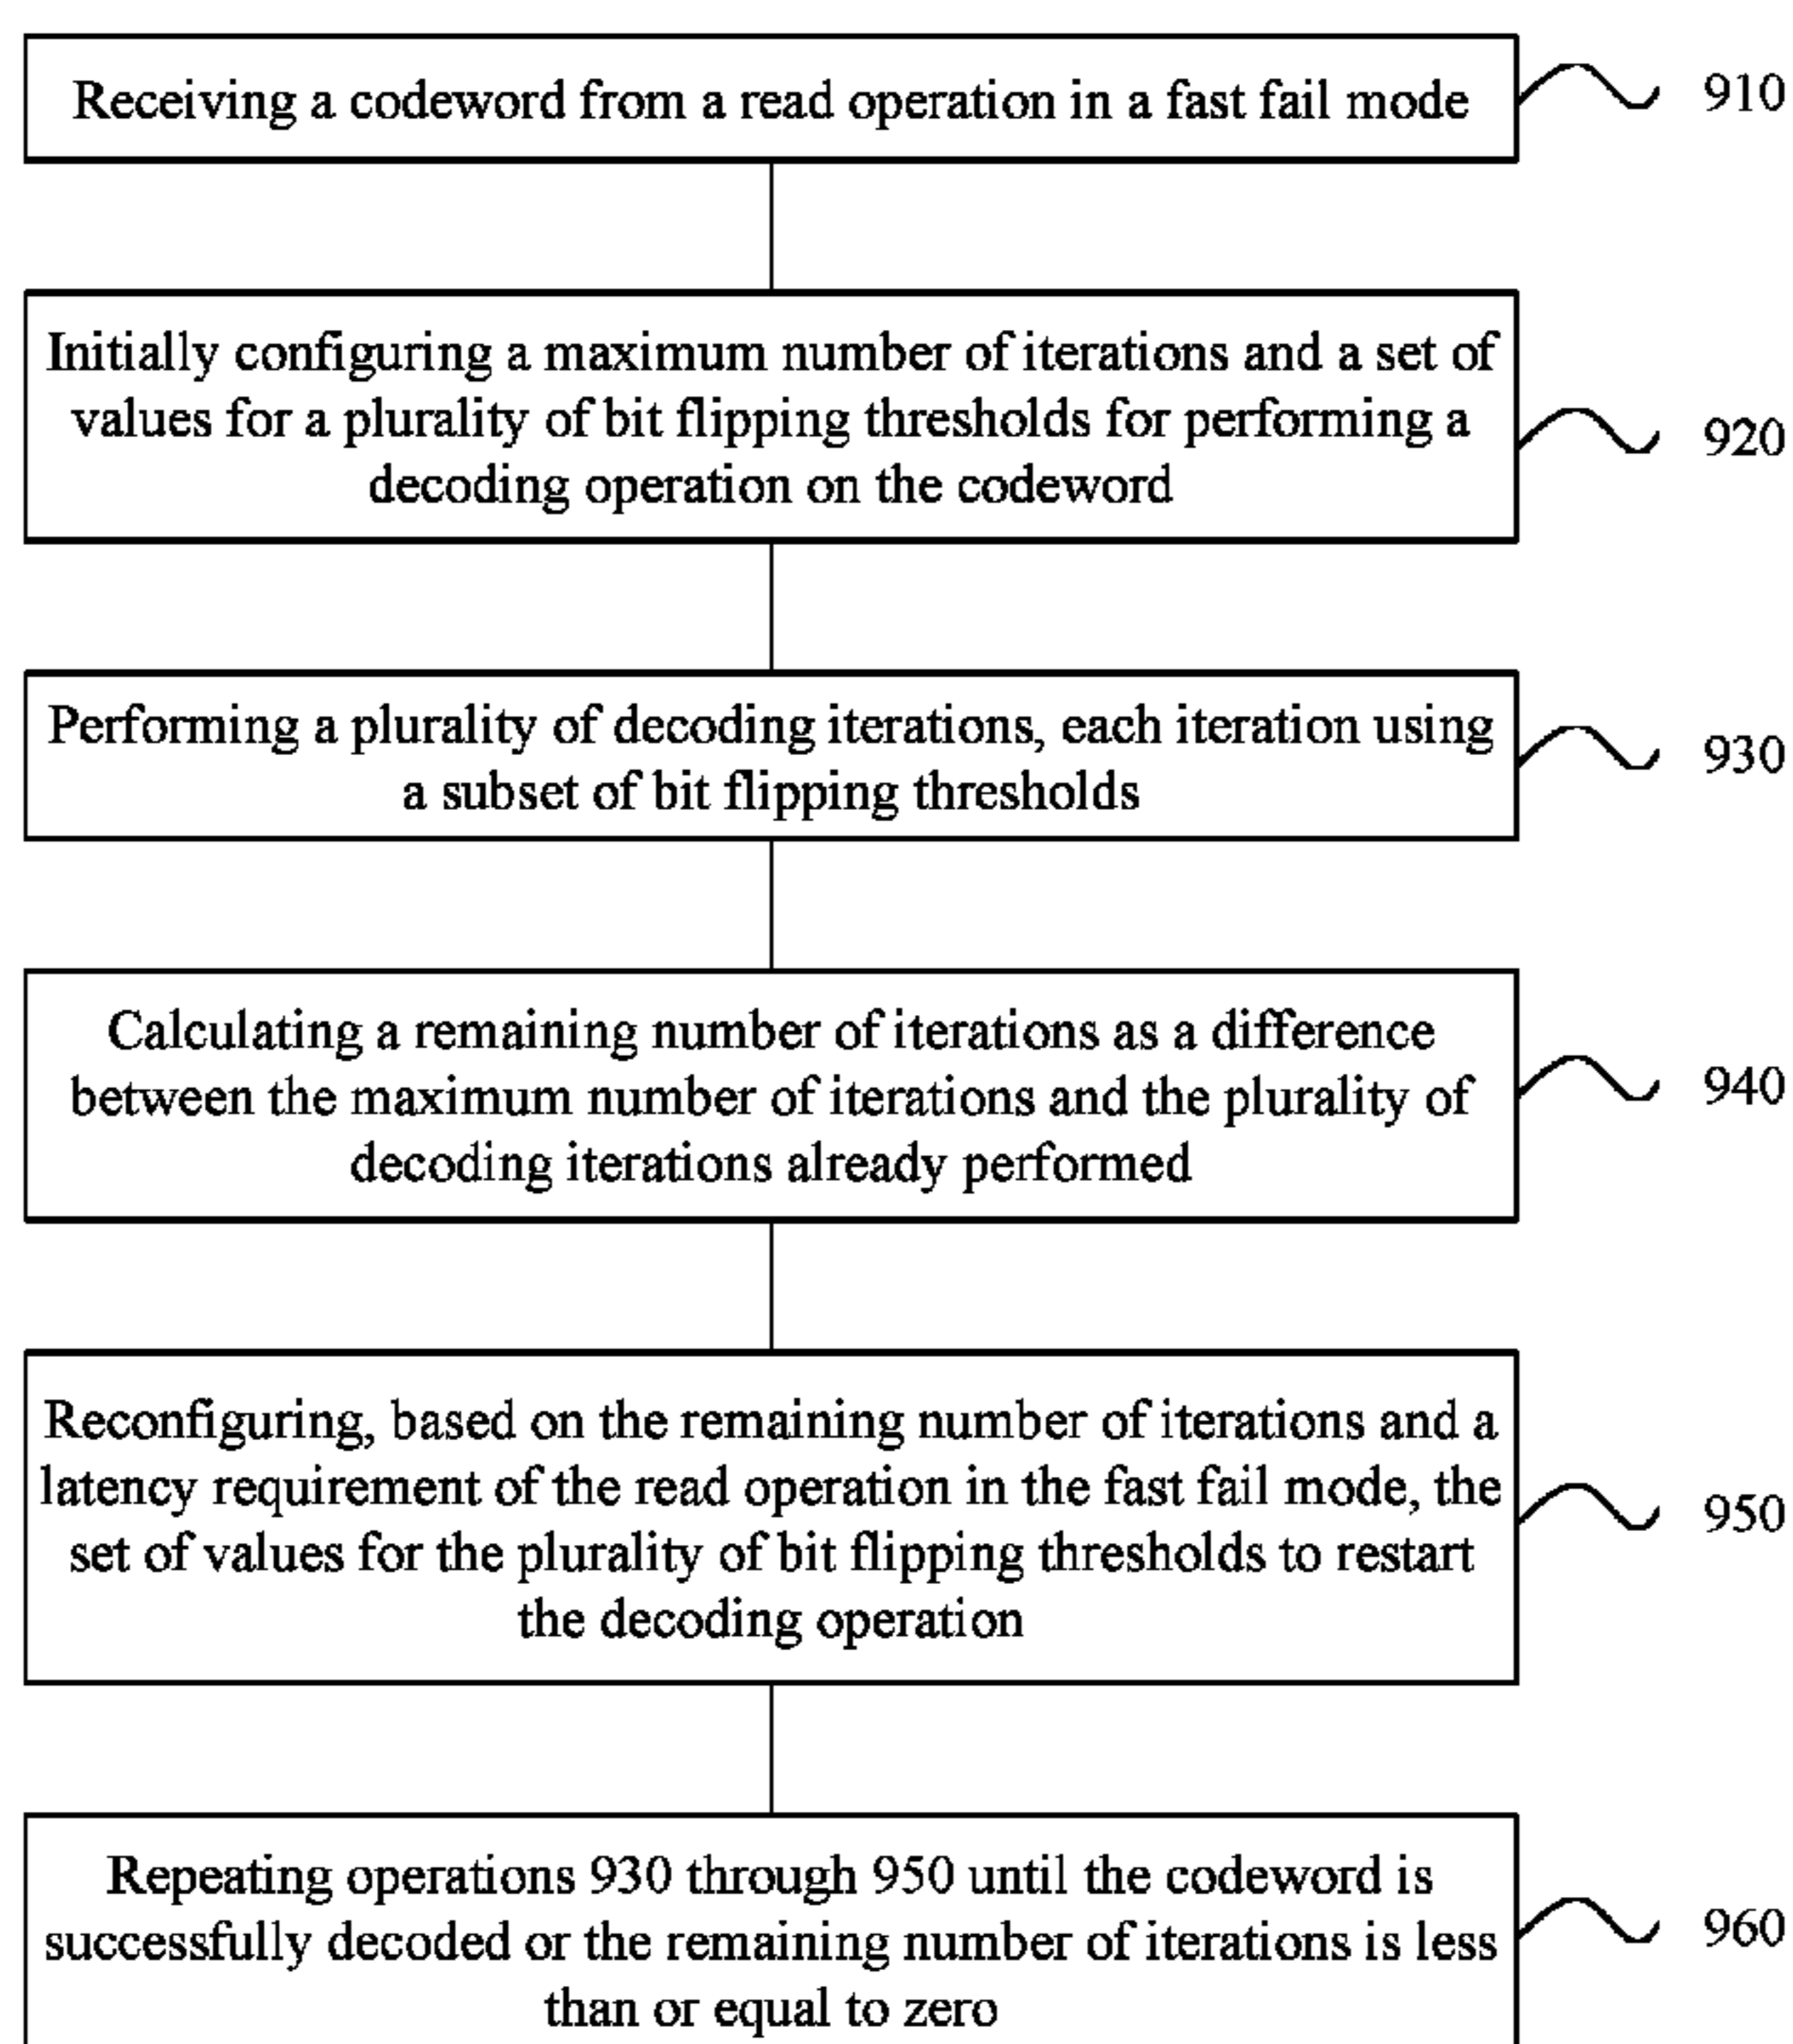 Receiving a codeword from a read operation in a fast fail mode
910
Initially configuring a maximum number of iterations and a set of
values for a plurality of bit flipping thresholds for performing a
decoding operation on the codeword
920
Performing a plurality of decoding iterations, each iteration using
a subset of bit flipping thresholds
930
Calculating a remaining number of iterations as a difference
between the maximum number of iterations and the plurality of
decoding iterations already performed
940
Reconfiguring, based on the remaining number of iterations and a
latency requirement of the read operation in the fast fail mode, the
set of values for the plurality of bit flipping thresholds to restart
the decoding operation
950
Repeating operations 930 through 950 until the codeword is
successfully decoded or the remaining number of iterations is less
than or equal to zero
960